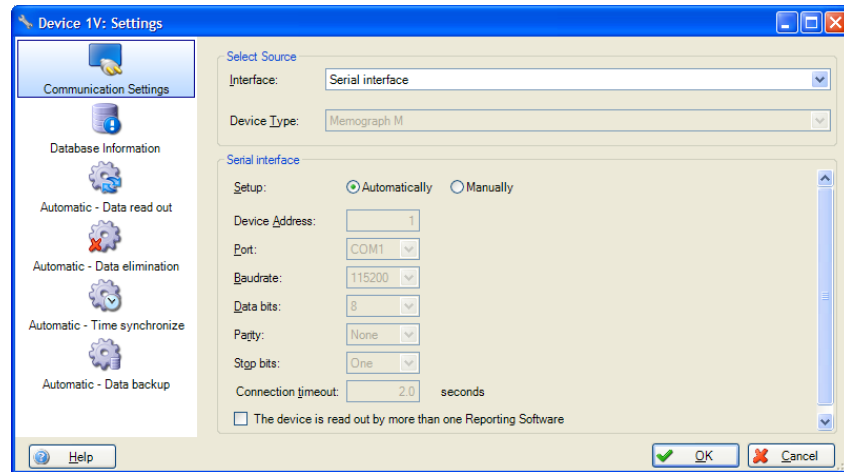 Device 1V: Settings
Communication Settings
Database Information
Automatic - Data read out
Automatic - Data elimination
Automatic - Time synchronize
Automatic - Data backup
Select Source
Interface: Serial interface
Device Type: Memograph M
Serial interface
Setup: Automatically Manually
Device Address: 1
Port: COM1
Baudrate: 115200
Data bits: 8
Parity: None
Stop bits: One
Connection timeout: 2.0 seconds
The device is read out by more than one Reporting Software
Help OK Cancel